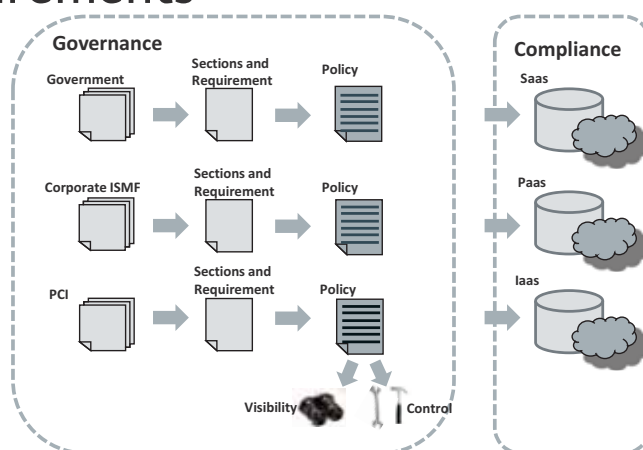 Governance
Compliance
Government
Sections and
Requirement
Policy
Saas
Corporate ISMF
Sections and
Requirement
Policy
Paas
PCI
Sections and
Requirement
Policy
Iaas
Visibility
Control